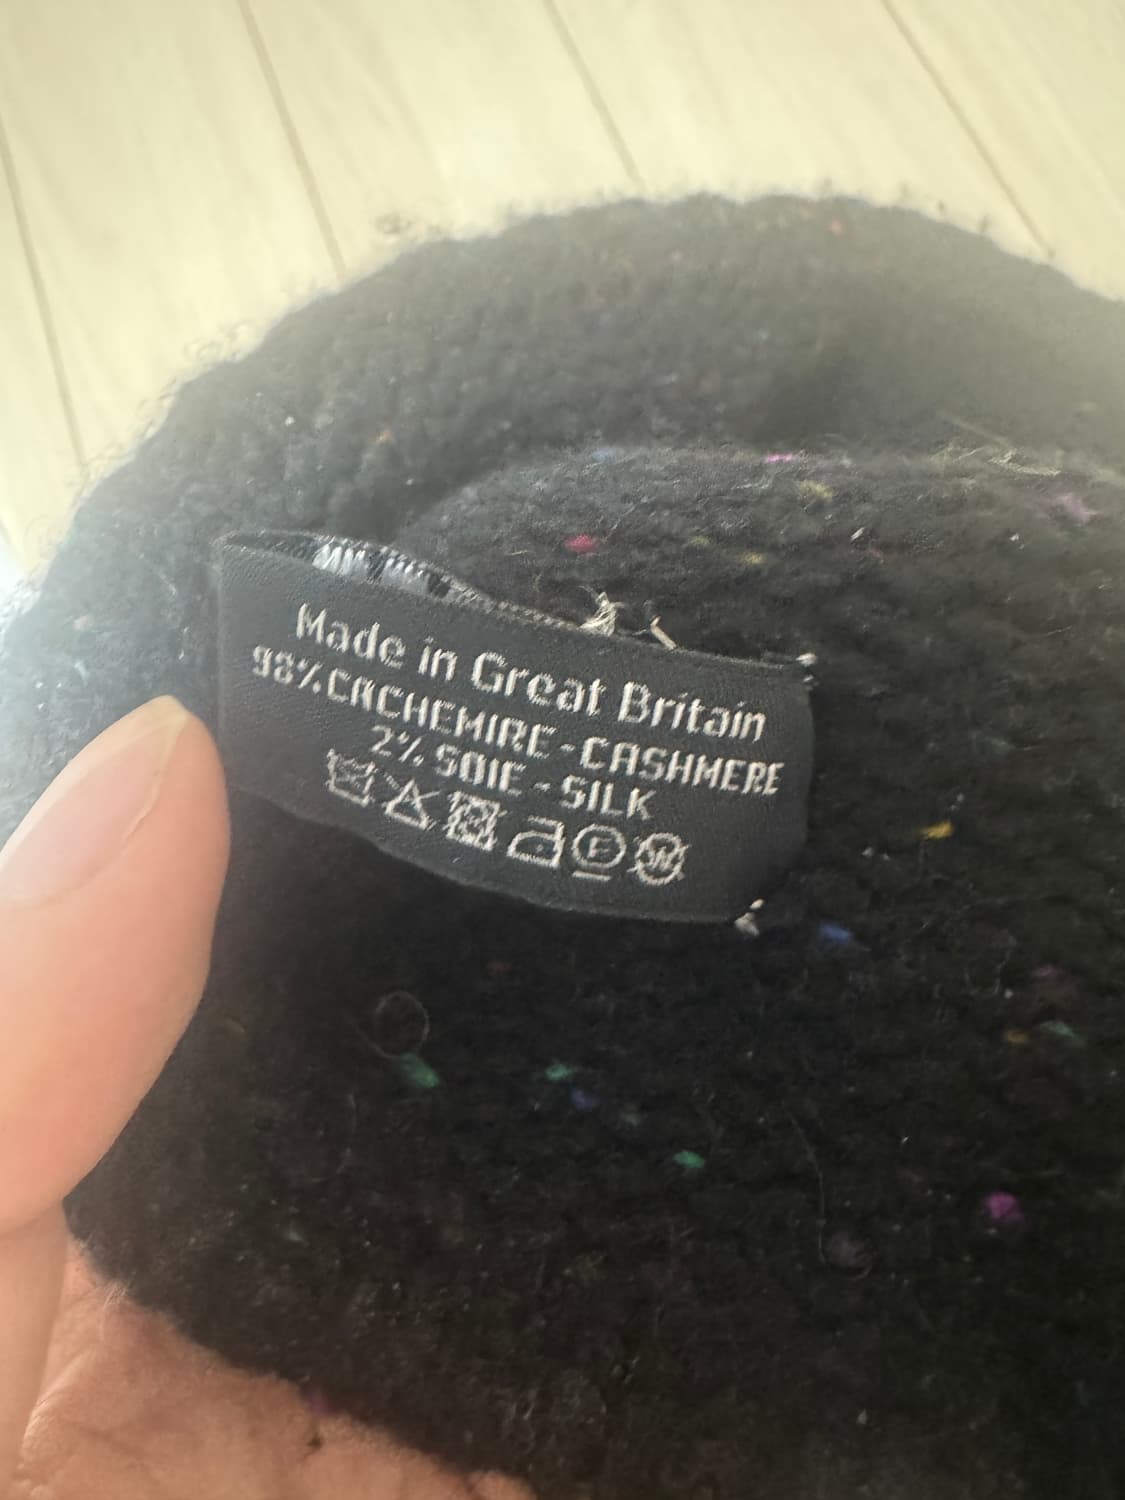 Made in Great Britain
98% CACHEMIRE - CASHMERE
2% SOIE - SILK
F W